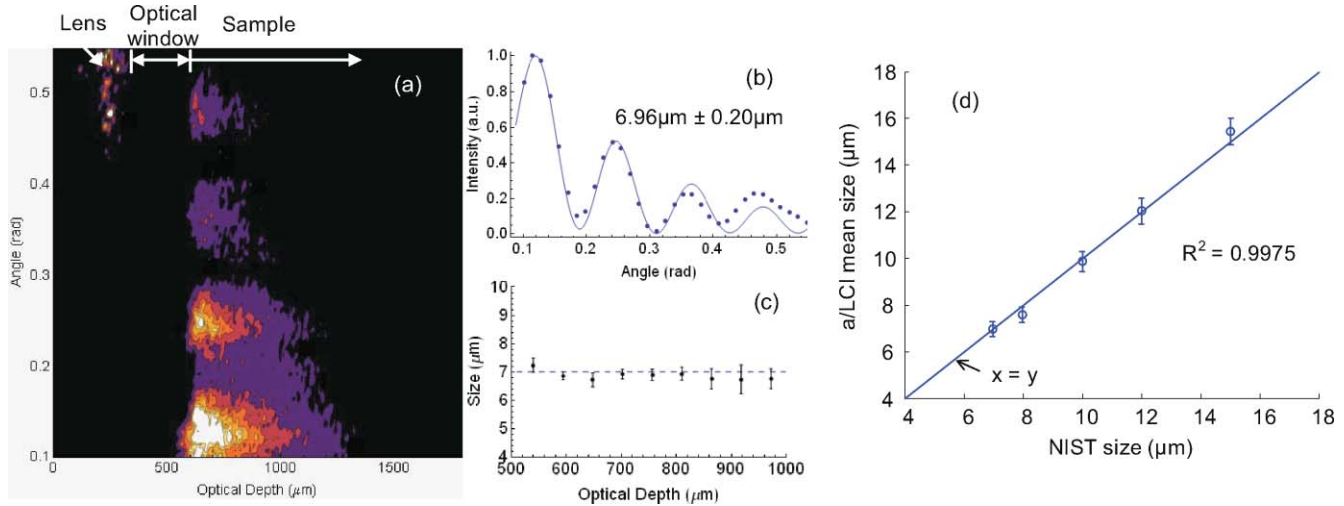 Lens
Optical
window
Sample
(a)
0.5
0.4
0.3
0.2
0.1
Angle (rad)
0
500
1000
1500
Optical Depth (μm)
(b)
6.96μm ± 0.20μm
1.0
0.8
0.6
0.4
0.2
0.0
Intensity (a.u.)
0.1
0.2
0.3
0.4
0.5
Angle (rad)
(c)
10
9
8
7
6
5
4
Size (μm)
500
600
700
800
900
1000
Optical Depth (μm)
(d)
18
16
14
12
10
8
6
4
a/LCI mean size (μm)
R² = 0.9975
x = y
4
6
8
10
12
14
16
18
NIST size (μm)